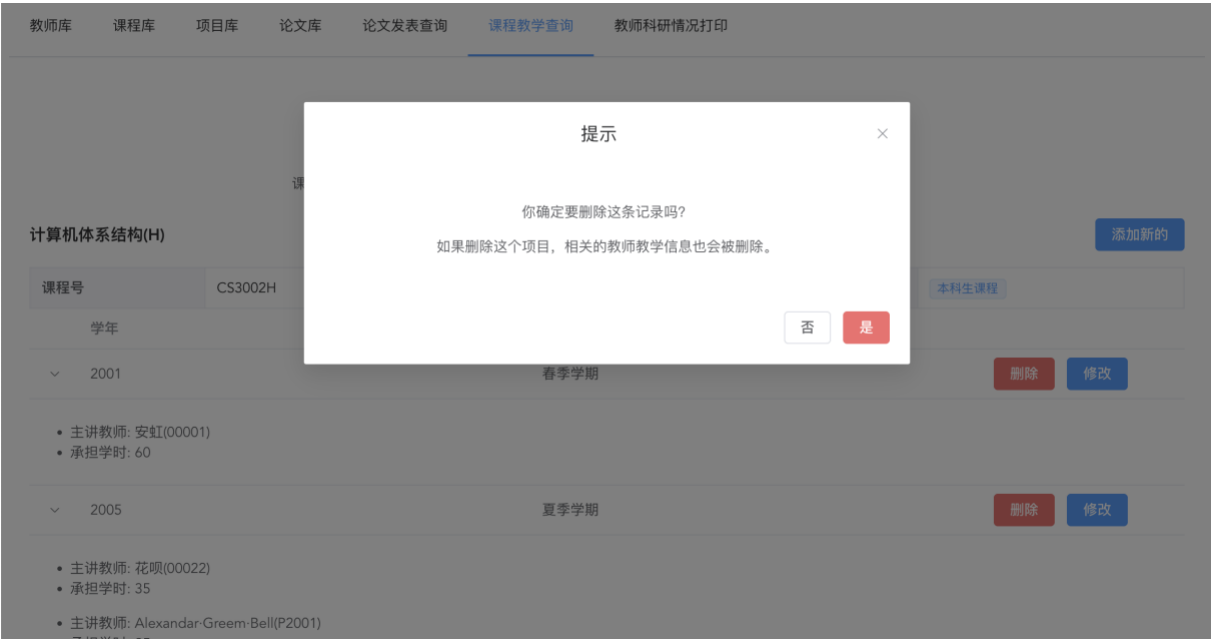 教师库 课程库 项目库 论文库 论文发表查询 课程教学查询 教师科研情况打印
提示
课
你确定要删除这条记录吗?
计算机体系结构(H) 添加新的
如果删除这个项目，相关的教师教学信息也会被删除。
课程号 CS3002H 本科生课程
学年
否 是
2001 春季学期 删除 修改
主讲教师: 安虹(00001)
承担学时: 60
2005 夏季学期 删除 修改
主讲教师: 花呗(00022)
承担学时: 35
主讲教师: Alexandar·Greem·Bell(P2001)